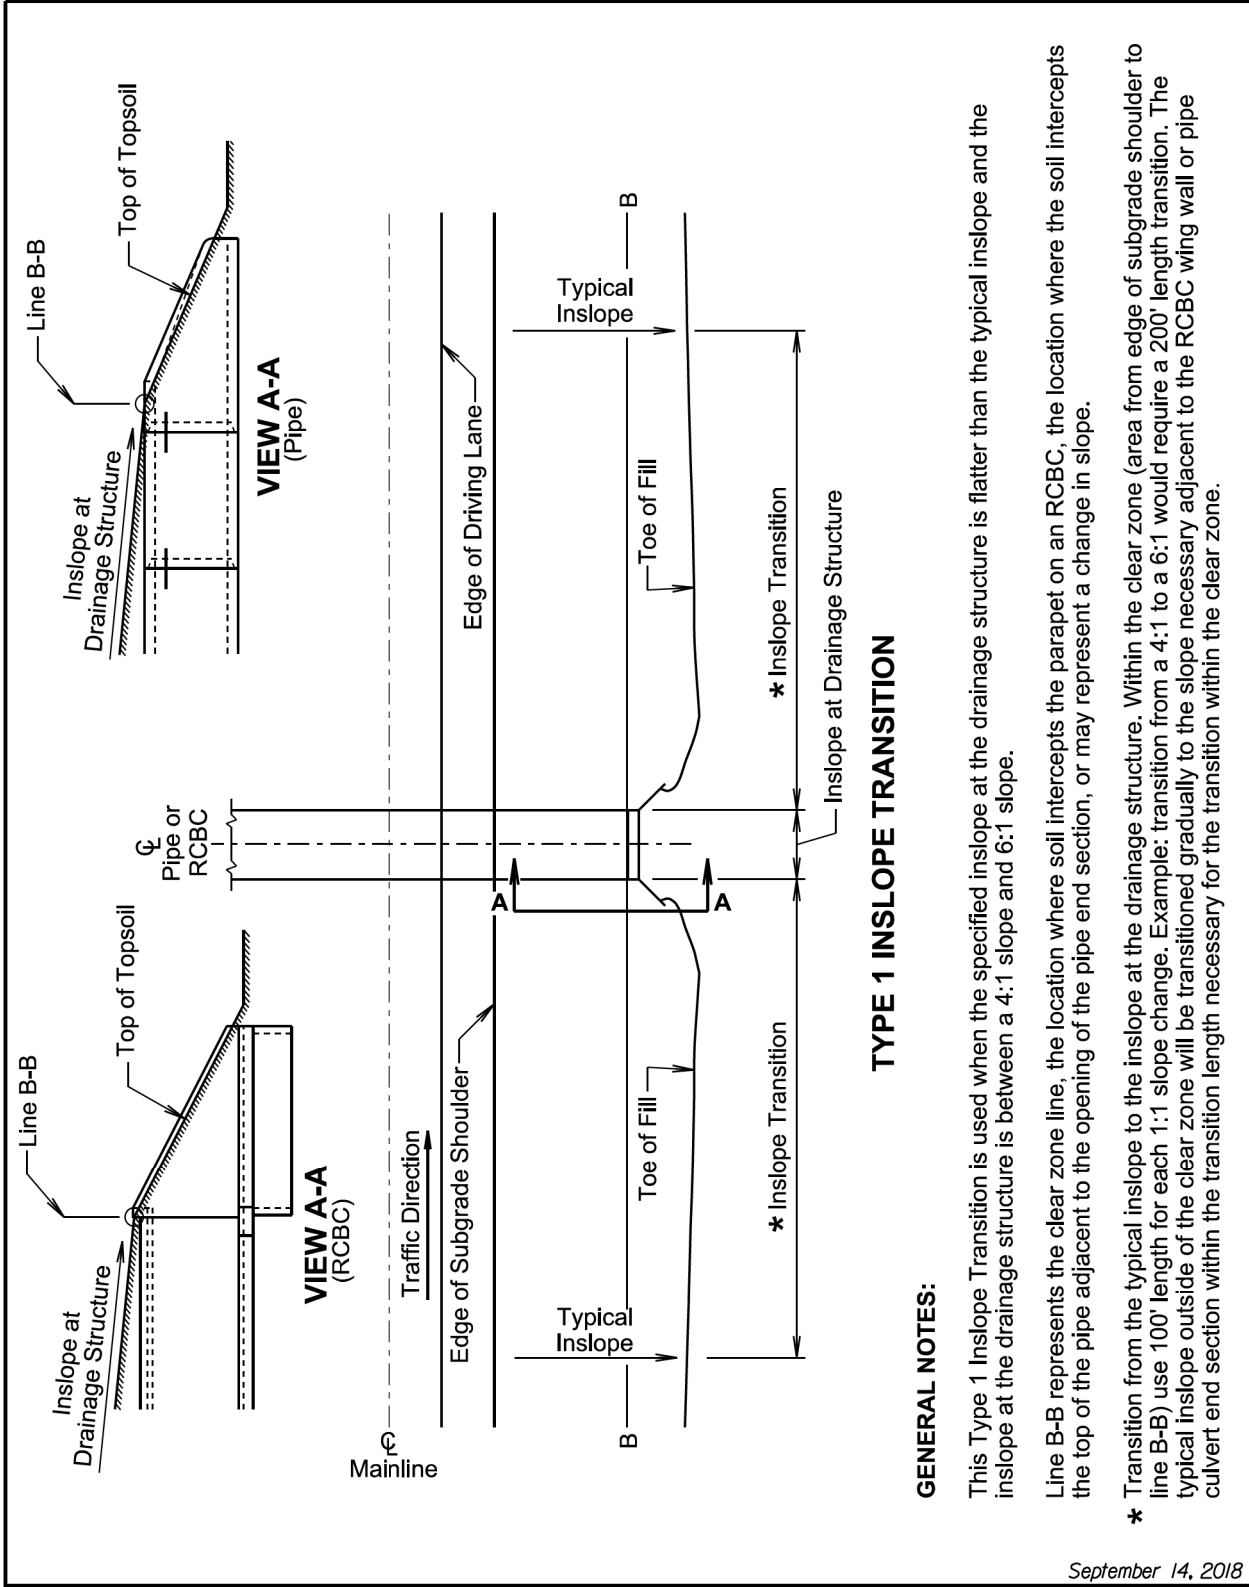 Line B-B
Inslope at
Drainage Structure
Top of Topsoil
VIEW A-A
(RCBC)
℄
Pipe or
RCBC
Line B-B
Inslope at
Drainage Structure
Top of Topsoil
VIEW A-A
(Pipe)
℄
Mainline
Traffic Direction
Edge of Subgrade Shoulder
Edge of Driving Lane
A
A
B
B
Typical
Inslope
Typical
Inslope
Toe of Fill
Toe of Fill
* Inslope Transition
* Inslope Transition
Inslope at Drainage Structure
TYPE 1 INSLOPE TRANSITION
GENERAL NOTES:
This Type 1 Inslope Transition is used when the specified inslope at the drainage structure is flatter than the typical inslope and the
inslope at the drainage structure is between a 4:1 slope and 6:1 slope.
Line B-B represents the clear zone line, the location where soil intercepts the parapet on an RCBC, the location where the soil intercepts
the top of the pipe adjacent to the opening of the pipe end section, or may represent a change in slope.
* Transition from the typical inslope to the inslope at the drainage structure. Within the clear zone (area from edge of subgrade shoulder to
line B-B) use 100' length for each 1:1 slope change. Example: transition from a 4:1 to a 6:1 would require a 200' length transition. The
typical inslope outside of the clear zone will be transitioned gradually to the slope necessary adjacent to the RCBC wing wall or pipe
culvert end section within the transition length necessary for the transition within the clear zone.
September 14, 2018